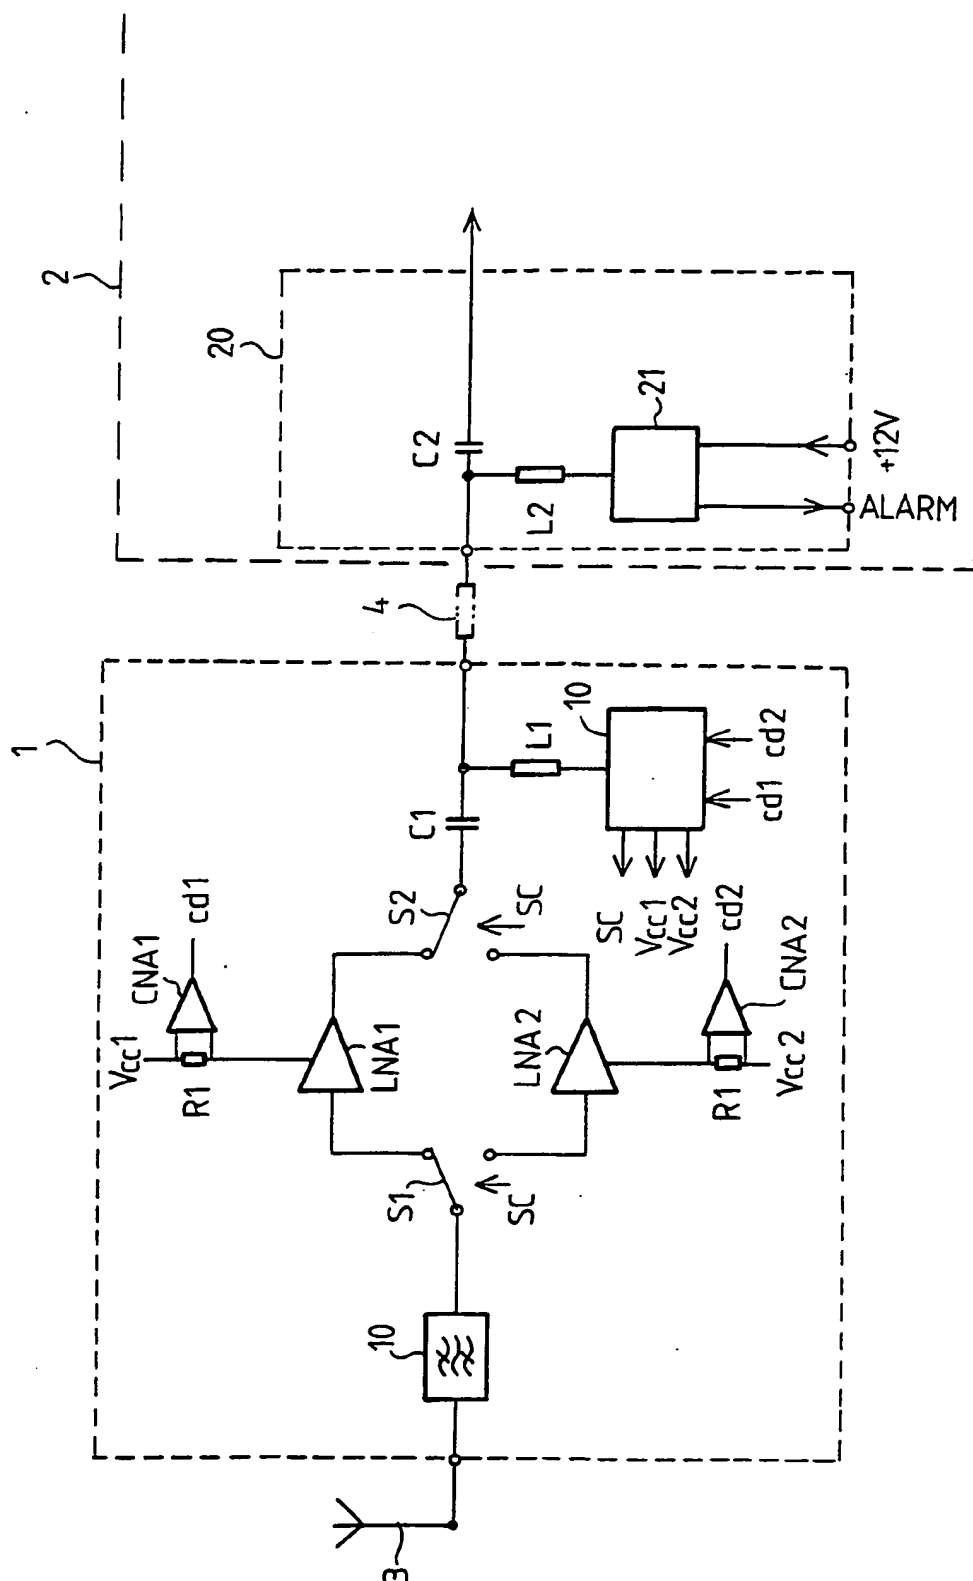 2
20
C2
21
L2
+12V
ALARM
4
1
10
L1
C1
cd2
cd1
SC
Vcc1
Vcc2
S2
SC
cd1
CNA1
Vcc1
R1
LNA1
LNA2
cd2
CNA2
Vcc2
R1
S1
SC
10
3